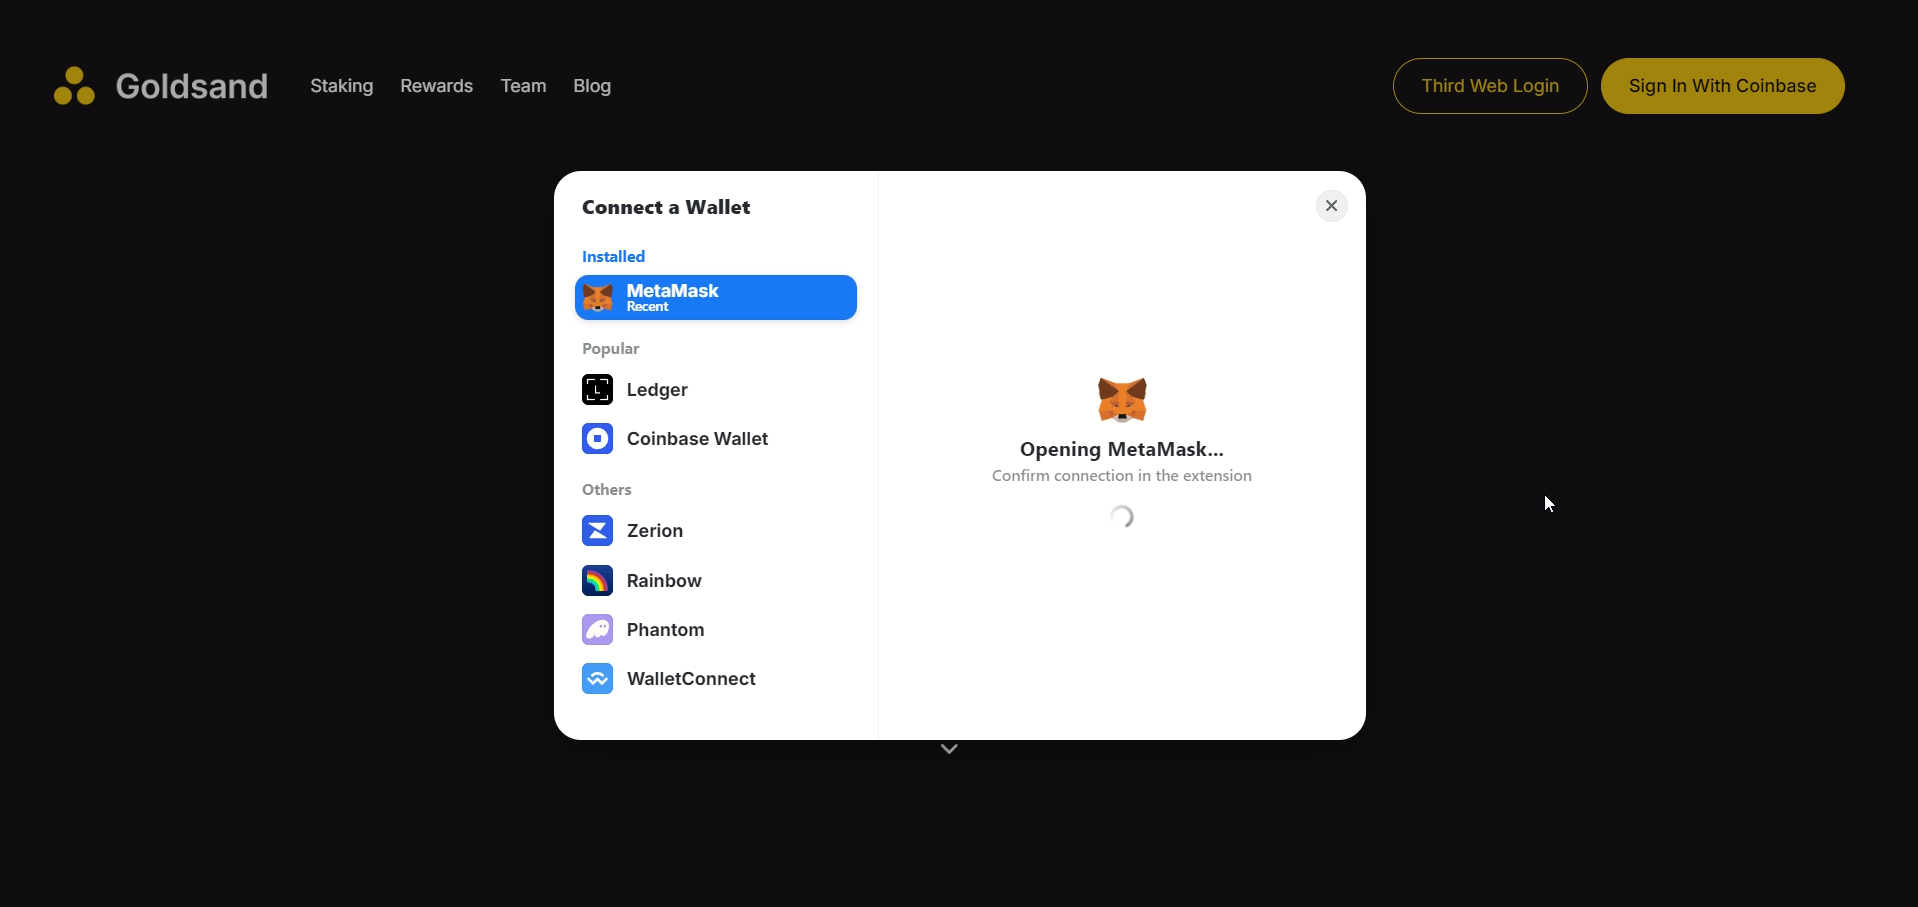 Goldsand
Staking
Rewards
Team
Blog
Third Web Login
Sign In With Coinbase
Connect a Wallet
Installed
MetaMask
Recent
Popular
Ledger
Coinbase Wallet
Others
Zerion
Rainbow
Phantom
WalletConnect
Opening MetaMask...
Confirm connection in the extension